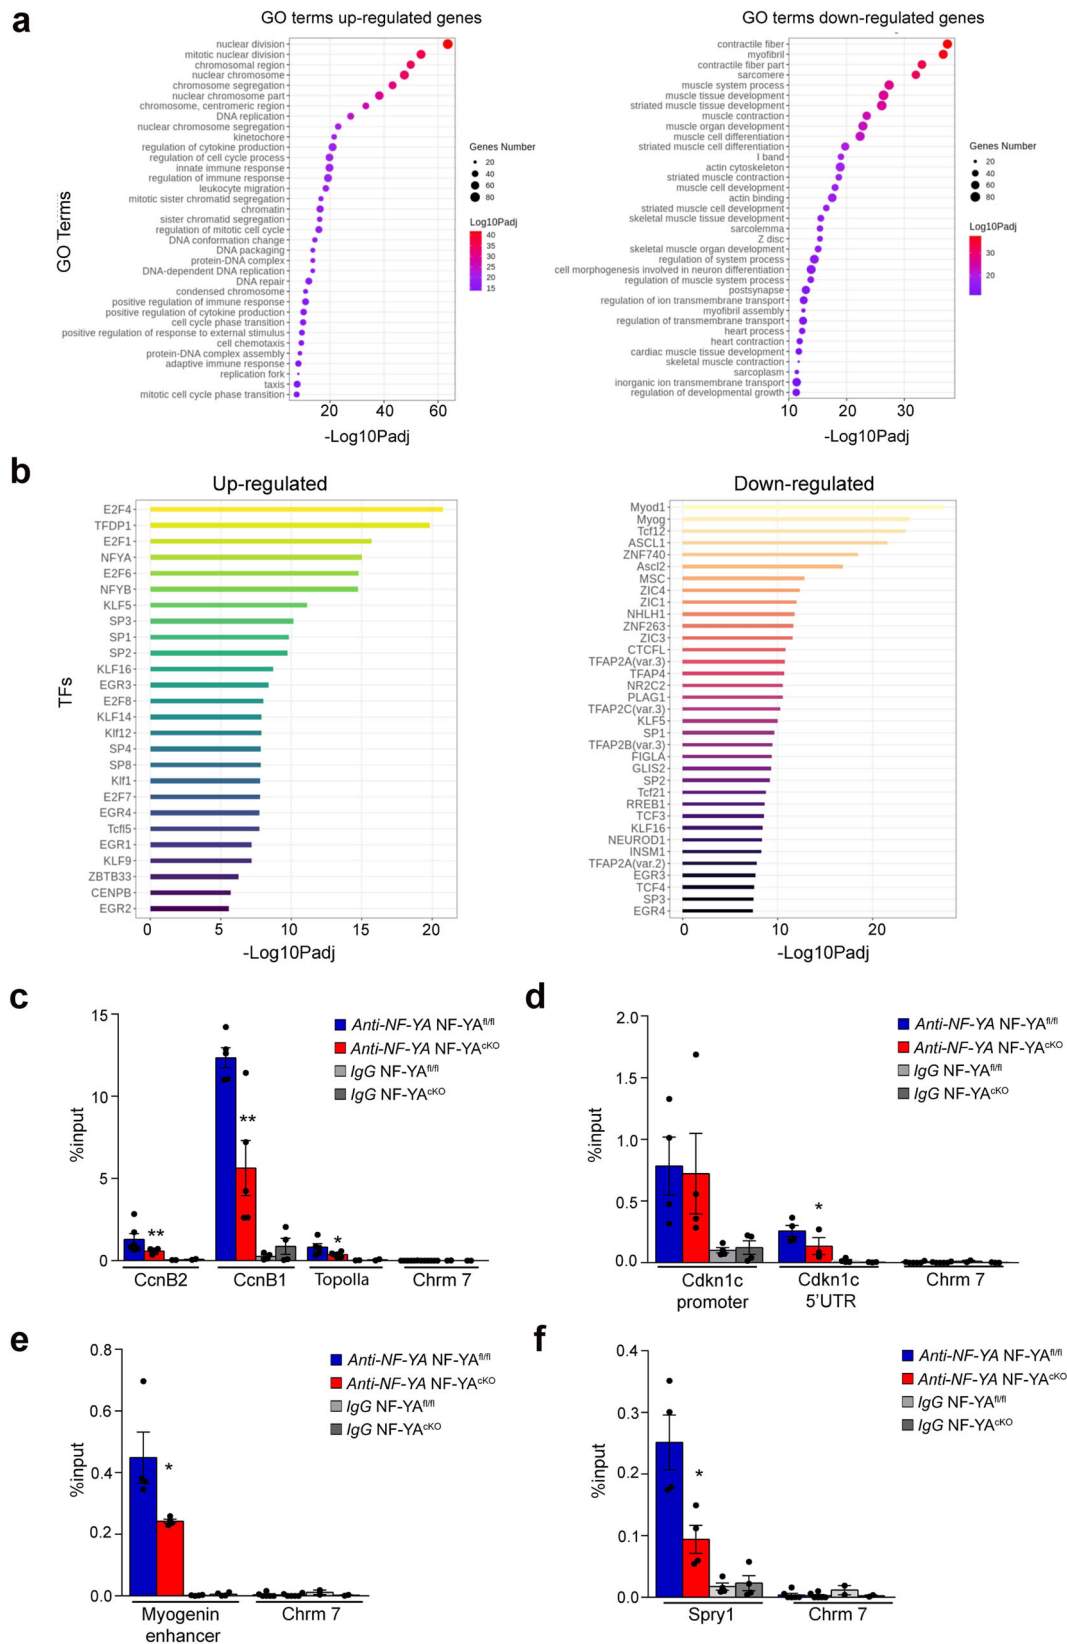 a
GO terms up-regulated genes
GO Terms
nuclear division
mitotic nuclear division
chromosomal region
nuclear chromosome
chromosome segregation
nuclear chromosome part
chromosome, centromeric region
DNA replication
nuclear chromosome segregation
kinetochore
regulation of cytokine production
regulation of cell cycle process
innate immune response
regulation of immune response
leukocyte migration
mitotic sister chromatid segregation
chromatin
sister chromatid segregation
regulation of mitotic cell cycle
DNA conformation change
DNA packaging
protein-DNA complex
DNA-dependent DNA replication
DNA repair
condensed chromosome
positive regulation of immune response
positive regulation of cytokine production
cell cycle phase transition
positive regulation of response to external stimulus
cell chemotaxis
protein-DNA complex assembly
adaptive immune response
replication fork
taxis
mitotic cell cycle phase transition
20 40 60
-Log10Padj
Genes Number
20
40
60
80
Log10Padj
40
35
30
25
20
15
GO terms down-regulated genes
contractile fiber
myofibril
contractile fiber part
sarcomere
muscle system process
muscle tissue development
striated muscle tissue development
muscle contraction
muscle organ development
muscle cell differentiation
striated muscle cell differentiation
I band
actin cytoskeleton
striated muscle contraction
muscle cell development
actin binding
striated muscle cell development
skeletal muscle tissue development
sarcolemma
Z disc
skeletal muscle organ development
regulation of system process
cell morphogenesis involved in neuron differentiation
regulation of muscle system process
postsynapse
regulation of ion transmembrane transport
myofibril assembly
regulation of transmembrane transport
heart process
heart contraction
cardiac muscle tissue development
skeletal muscle contraction
sarcoplasm
inorganic ion transmembrane transport
regulation of developmental growth
10 20 30
-Log10Padj
Genes Number
20
40
60
80
Log10Padj
30
20
b
Up-regulated
TFs
E2F4
TFDP1
E2F1
NFYA
E2F6
NFYB
KLF5
SP3
SP1
SP2
KLF16
EGR3
E2F8
KLF14
Klf12
SP4
SP8
Klf1
E2F7
EGR4
Tcfl5
EGR1
KLF9
ZBTB33
CENPB
EGR2
0 5 10 15 20
-Log10Padj
Down-regulated
Myod1
Myog
Tcf12
ASCL1
ZNF740
Ascl2
MSC
ZIC4
ZIC1
NHLH1
ZNF263
ZIC3
CTCFL
TFAP2A(var.3)
TFAP4
NR2C2
PLAG1
TFAP2C(var.3)
KLF5
SP1
TFAP2B(var.3)
FIGLA
GLIS2
SP2
Tcf21
RREB1
TCF3
KLF16
NEUROD1
INSM1
TFAP2A(var.2)
EGR3
TCF4
SP3
EGR4
0 10 20
-Log10Padj
c
%input
15
10
5
0
**
**
*
CcnB2 CcnB1 TopoIIa Chrm 7
Anti-NF-YA NF-YAfl/fl
Anti-NF-YA NF-YAcKO
IgG NF-YAfl/fl
IgG NF-YAcKO
d
%input
2.0
1.5
1.0
0.5
0.0
*
Cdkn1c Cdkn1c Chrm 7
promoter 5'UTR
Anti-NF-YA NF-YAfl/fl
Anti-NF-YA NF-YAcKO
IgG NF-YAfl/fl
IgG NF-YAcKO
e
%input
0.8
0.6
0.4
0.2
0.0
*
Myogenin Chrm 7
enhancer
Anti-NF-YA NF-YAfl/fl
Anti-NF-YA NF-YAcKO
IgG NF-YAfl/fl
IgG NF-YAcKO
f
%input
0.4
0.3
0.2
0.1
0.0
*
Spry1 Chrm 7
Anti-NF-YA NF-YAfl/fl
Anti-NF-YA NF-YAcKO
IgG NF-YAfl/fl
IgG NF-YAcKO